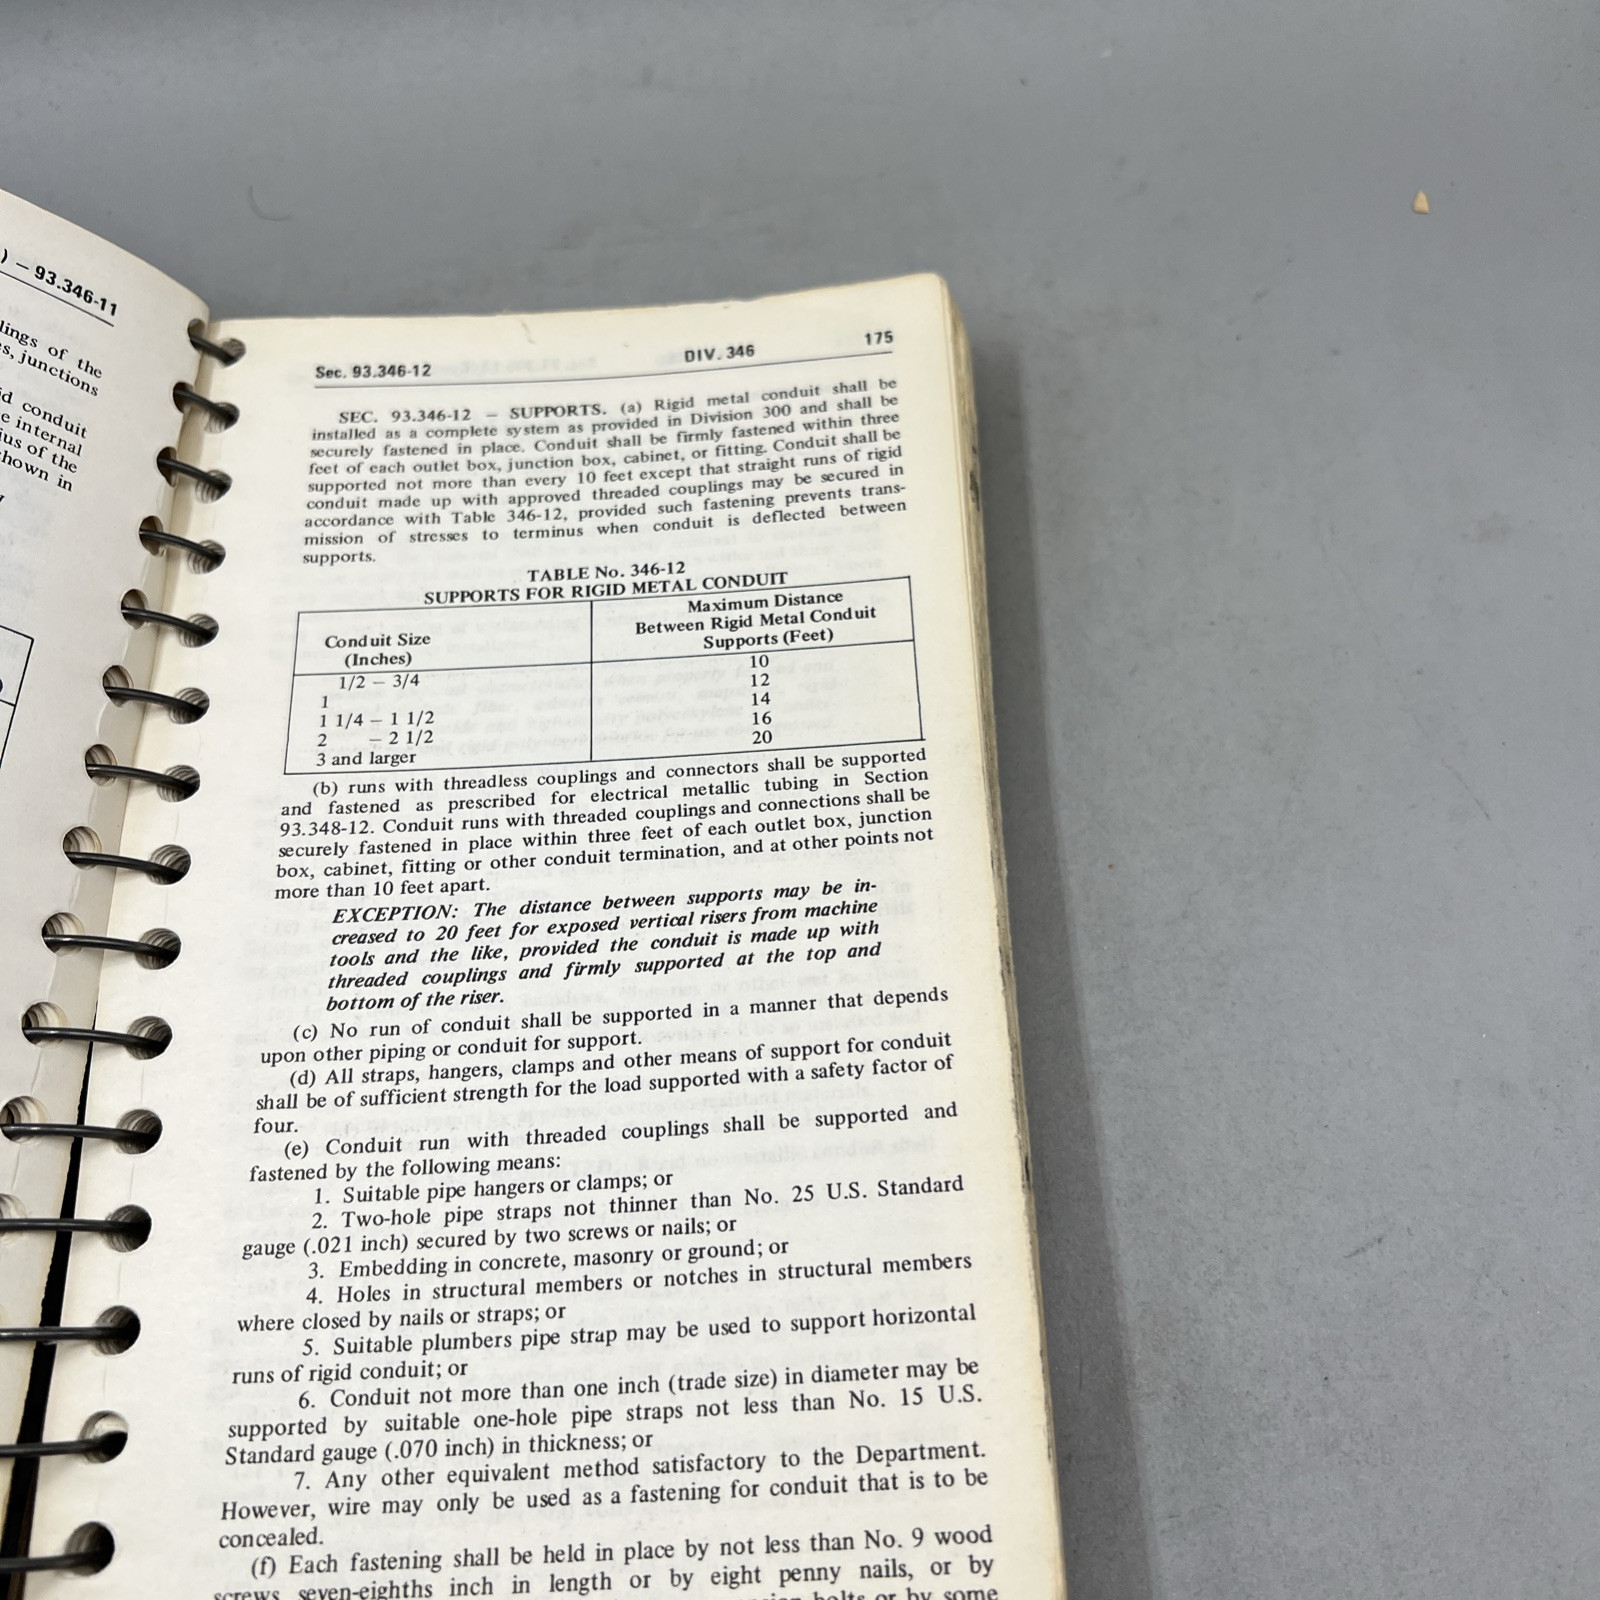 ) – 93.346-11
lings of the
s, junctions
id conduit
e internal
ius of the
hown in
Sec. 93.346-12 DIV. 346 175
SEC. 93.346-12 – SUPPORTS. (a) Rigid metal conduit shall be
installed as a complete system as provided in Division 300 and shall be
securely fastened in place. Conduit shall be firmly fastened within three
feet of each outlet box, junction box, cabinet, or fitting. Conduit shall be
supported not more than every 10 feet except that straight runs of rigid
conduit made up with approved threaded couplings may be secured in
accordance with Table 346-12, provided such fastening prevents trans-
mission of stresses to terminus when conduit is deflected between
supports.
TABLE No. 346-12
SUPPORTS FOR RIGID METAL CONDUIT
Conduit Size
(Inches)
Maximum Distance
Between Rigid Metal Conduit
Supports (Feet)
1/2 – 3/4 10
1 12
1 1/4 – 1 1/2 14
2 – 2 1/2 16
3 and larger 20
(b) runs with threadless couplings and connectors shall be supported
and fastened as prescribed for electrical metallic tubing in Section
93.348-12. Conduit runs with threaded couplings and connections shall be
securely fastened in place within three feet of each outlet box, junction
box, cabinet, fitting or other conduit termination, and at other points not
more than 10 feet apart.
EXCEPTION: The distance between supports may be in-
creased to 20 feet for exposed vertical risers from machine
tools and the like, provided the conduit is made up with
threaded couplings and firmly supported at the top and
bottom of the riser.
(c) No run of conduit shall be supported in a manner that depends
upon other piping or conduit for support.
(d) All straps, hangers, clamps and other means of support for conduit
shall be of sufficient strength for the load supported with a safety factor of
four.
(e) Conduit run with threaded couplings shall be supported and
fastened by the following means:
1. Suitable pipe hangers or clamps; or
2. Two-hole pipe straps not thinner than No. 25 U.S. Standard
gauge (.021 inch) secured by two screws or nails; or
3. Embedding in concrete, masonry or ground; or
4. Holes in structural members or notches in structural members
where closed by nails or straps; or
5. Suitable plumbers pipe strap may be used to support horizontal
runs of rigid conduit; or
6. Conduit not more than one inch (trade size) in diameter may be
supported by suitable one-hole pipe straps not less than No. 15 U.S.
Standard gauge (.070 inch) in thickness; or
7. Any other equivalent method satisfactory to the Department.
However, wire may only be used as a fastening for conduit that is to be
concealed.
(f) Each fastening shall be held in place by not less than No. 9 wood
screws seven-eighths inch in length or by eight penny nails, or by
bolts or by some